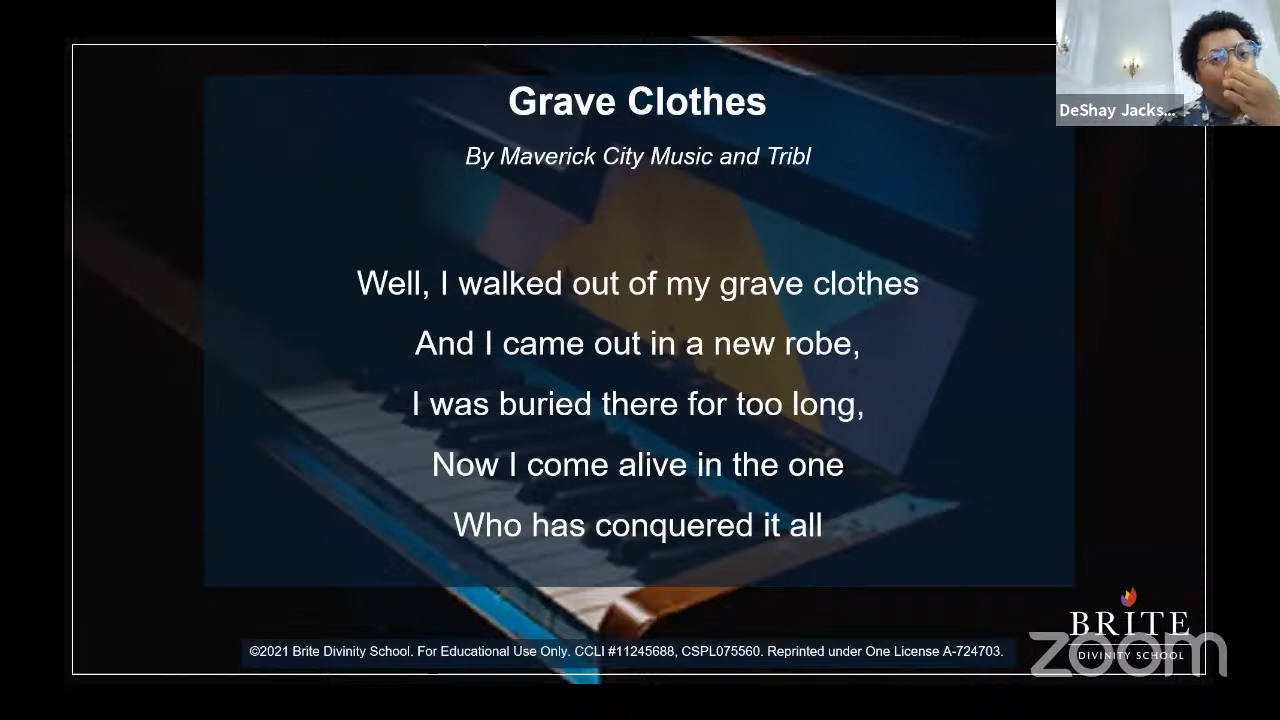 Grave Clothes
By Maverick City Music and Tribl
DeShay Jacks...
Well, I walked out of my grave clothes
And I came out in a new robe,
I was buried there for too long,
Now I come alive in the one
Who has conquered it all
©2021 Brite Divinity School. For Educational Use Only. CCLI #11245688, CSPL075560. Reprinted under One License A-724703.
BRITE
DIVINITY SCHOOL
zoom